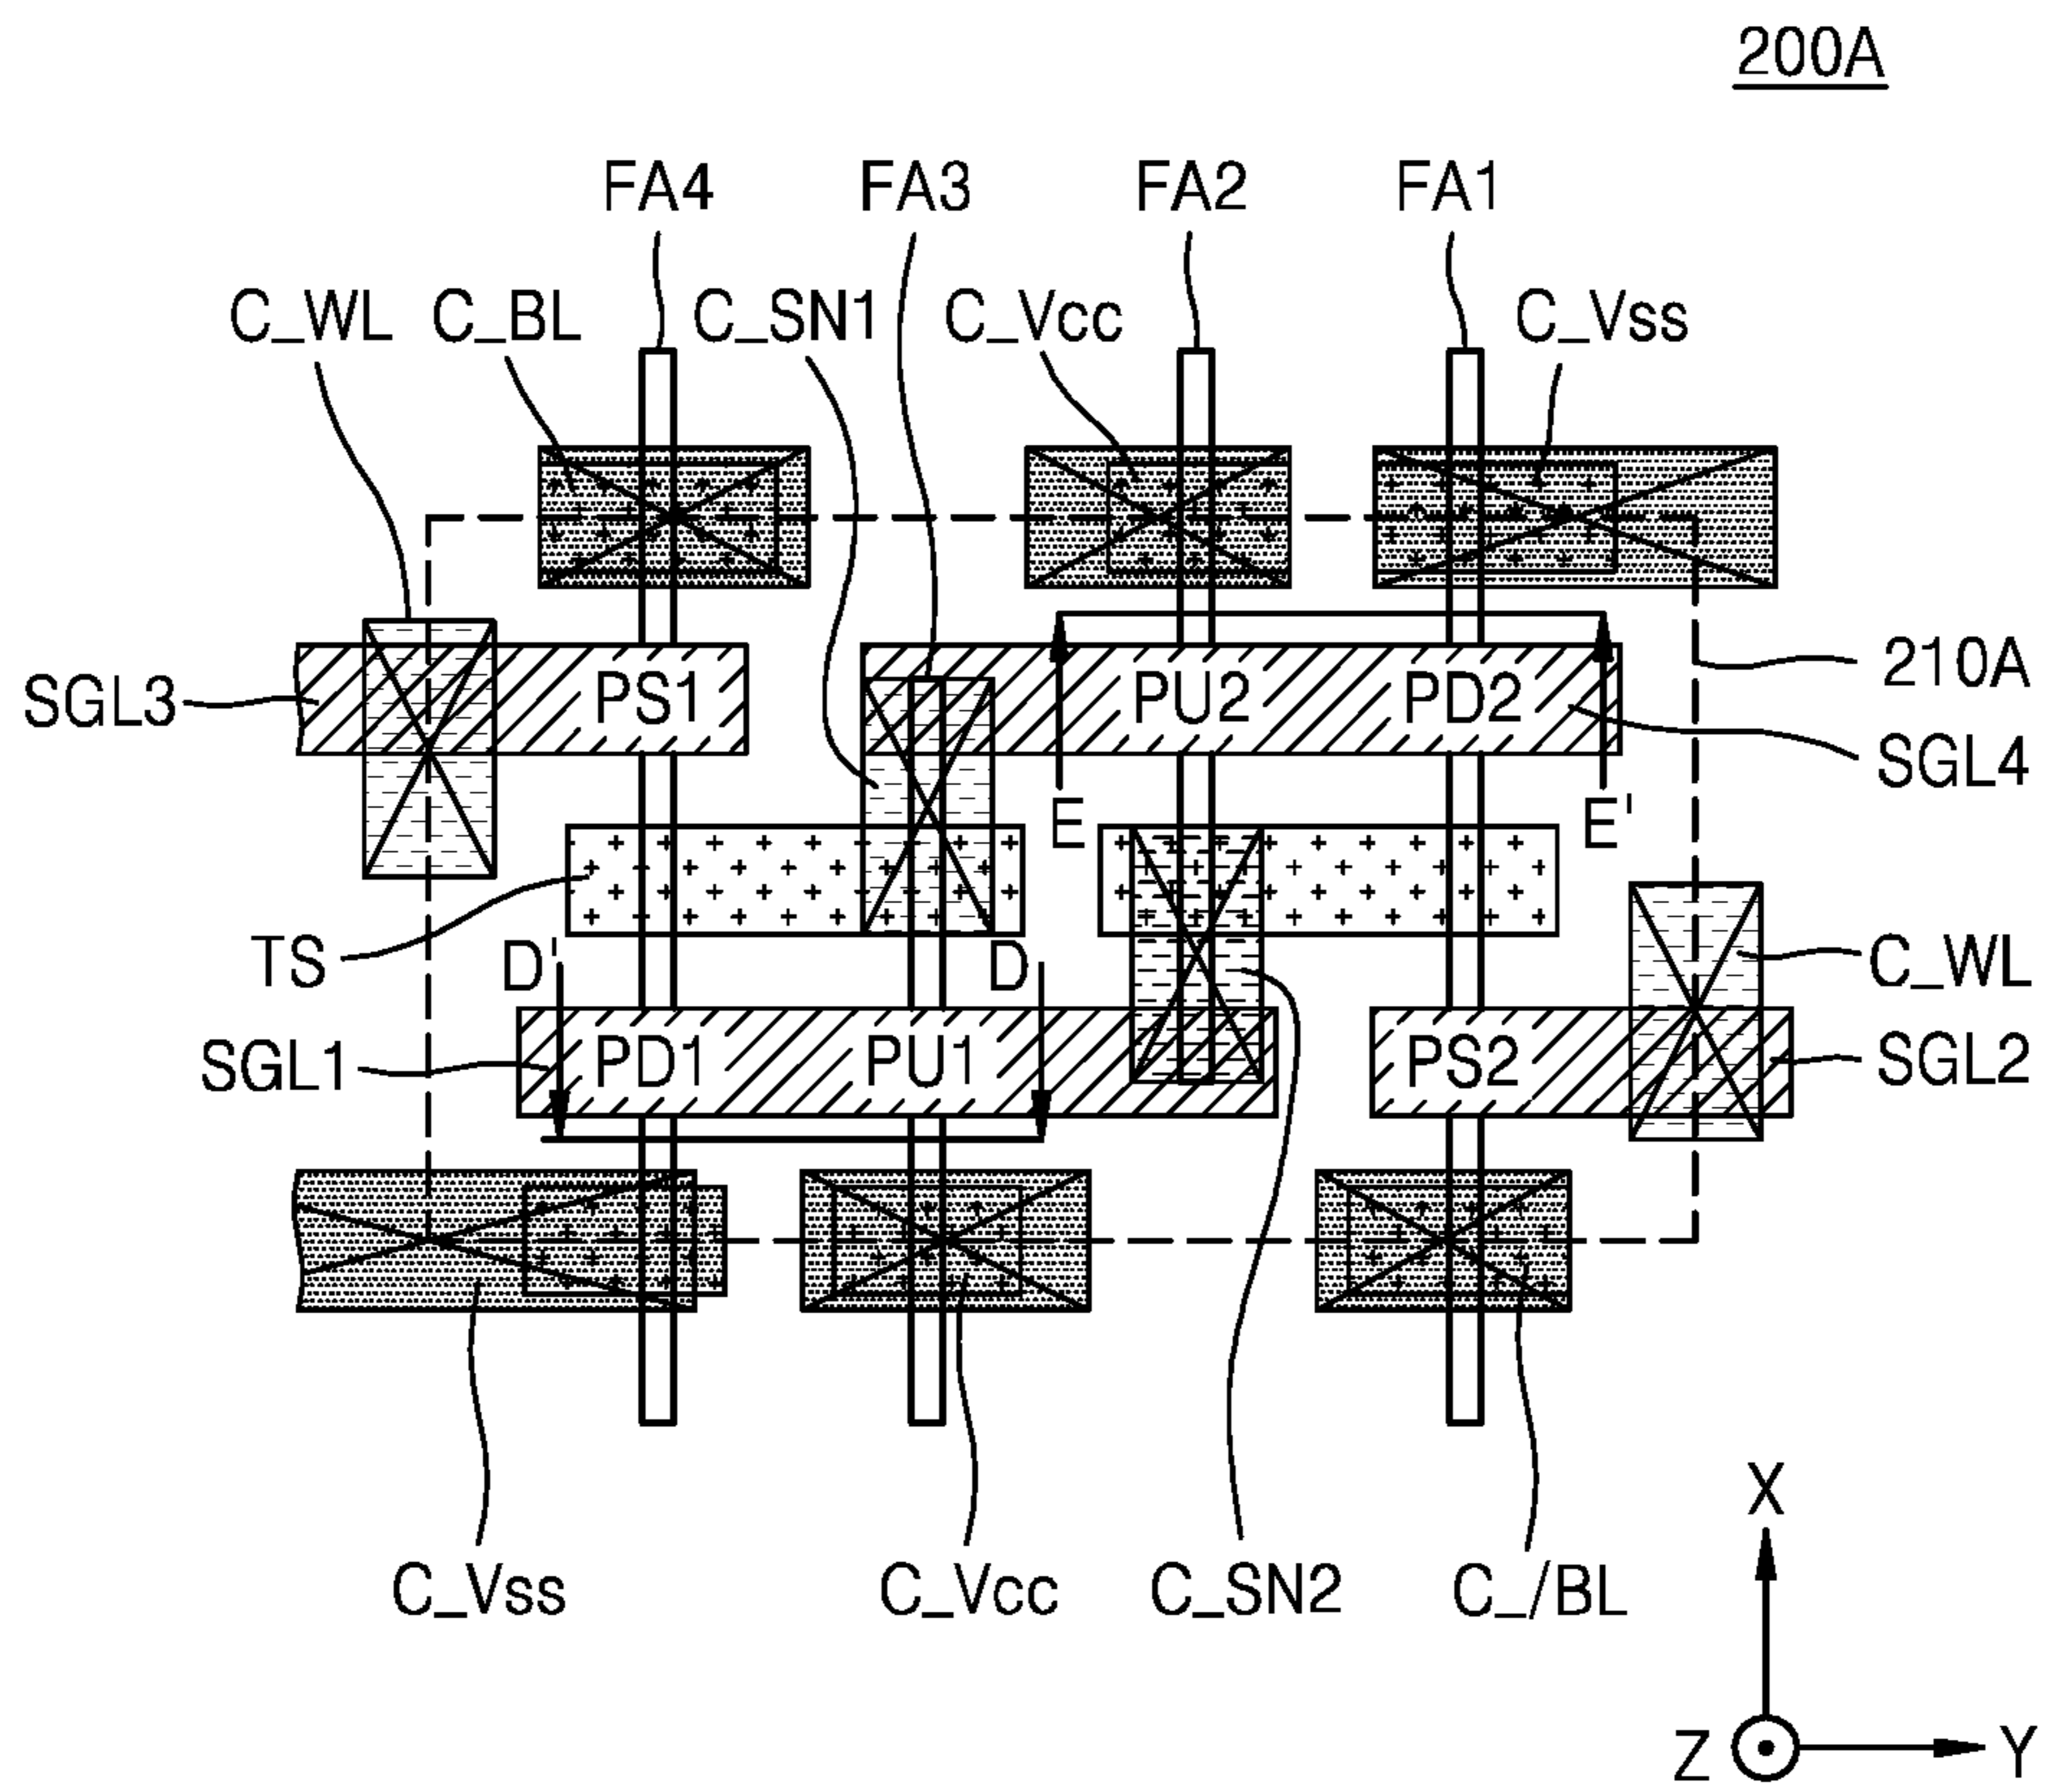 200A
FA4 FA3 FA2 FA1
C_WL C_BL C_SN1 C_Vcc C_Vss
SGL3 PS1 PU2 PD2 210A
SGL4
E E'
TS D' D C_WL
SGL1 PD1 PU1 PS2 SGL2
C_Vss C_Vcc C_SN2 C_/BL
X
Z Y